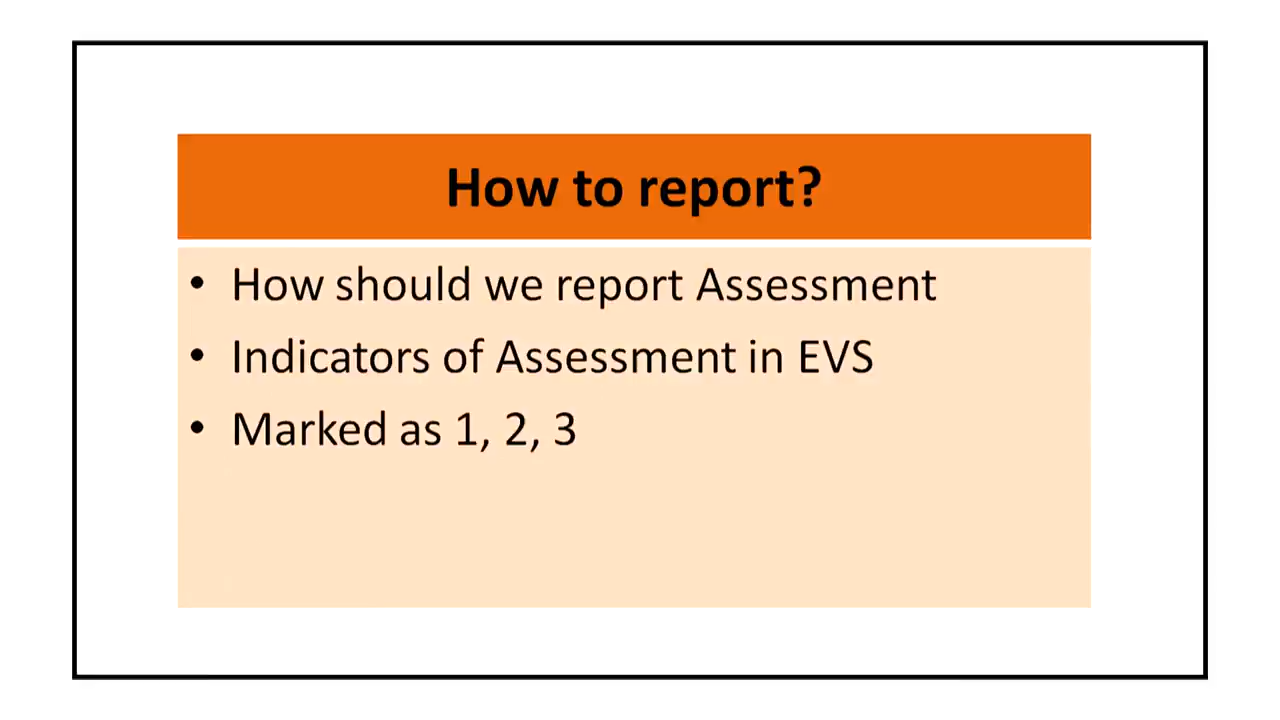 How to report?
• How should we report Assessment
• Indicators of Assessment in EVS
• Marked as 1, 2, 3